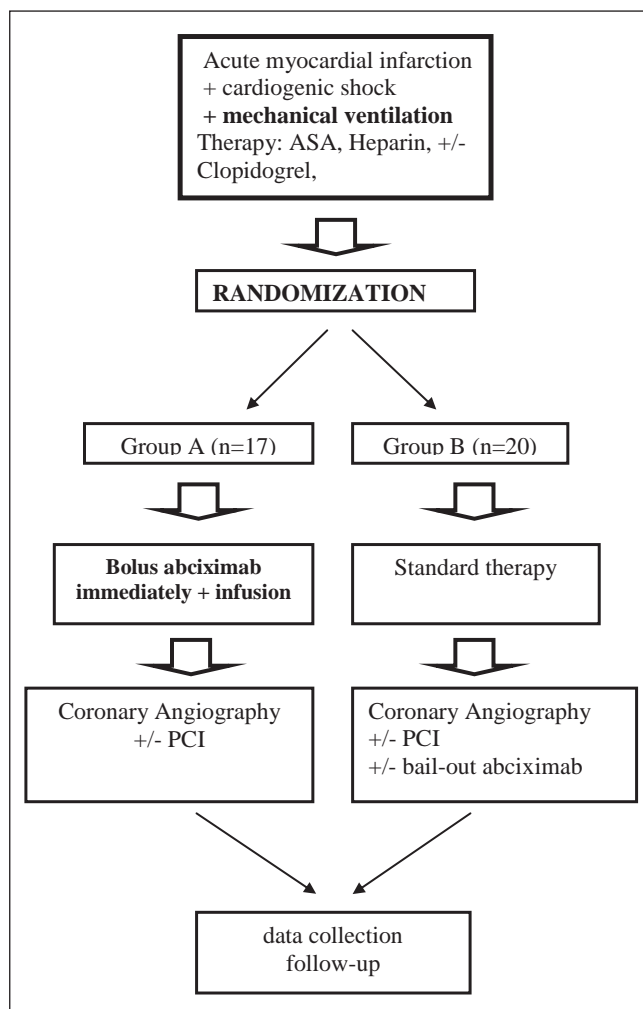 Acute myocardial infarction
+ cardiogenic shock
+ mechanical ventilation
Therapy: ASA, Heparin, +/-
Clopidogrel,
RANDOMIZATION
Group A (n=17)
Group B (n=20)
Bolus abciximab
immediately + infusion
Standard therapy
Coronary Angiography
+/- PCI
Coronary Angiography
+/- PCI
+/- bail-out abciximab
data collection
follow-up